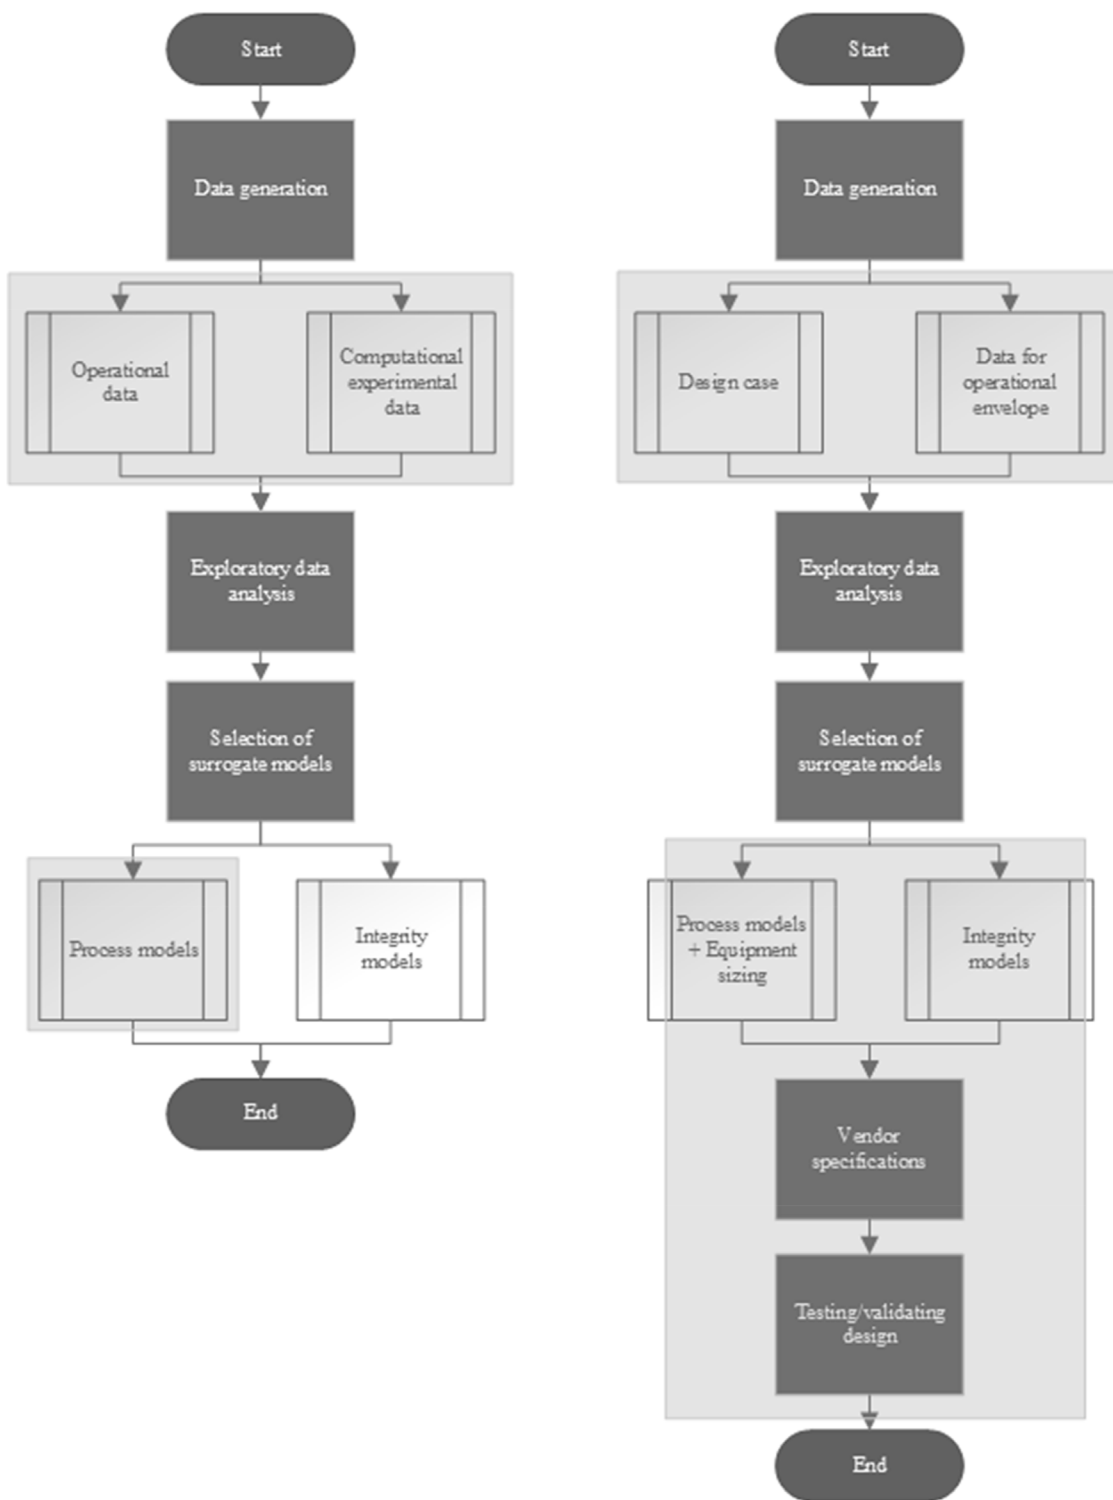 Start
Data generation
Operational
data
Computational
experimental
data
Exploratory data
analysis
Selection of
surrogate models
Process models
Integrity
models
End
Start
Data generation
Design case
Data for
operational
envelope
Exploratory data
analysis
Selection of
surrogate models
Process models
+ Equipment
sizing
Integrity
models
Vendor
specifications
Testing/validating
design
End